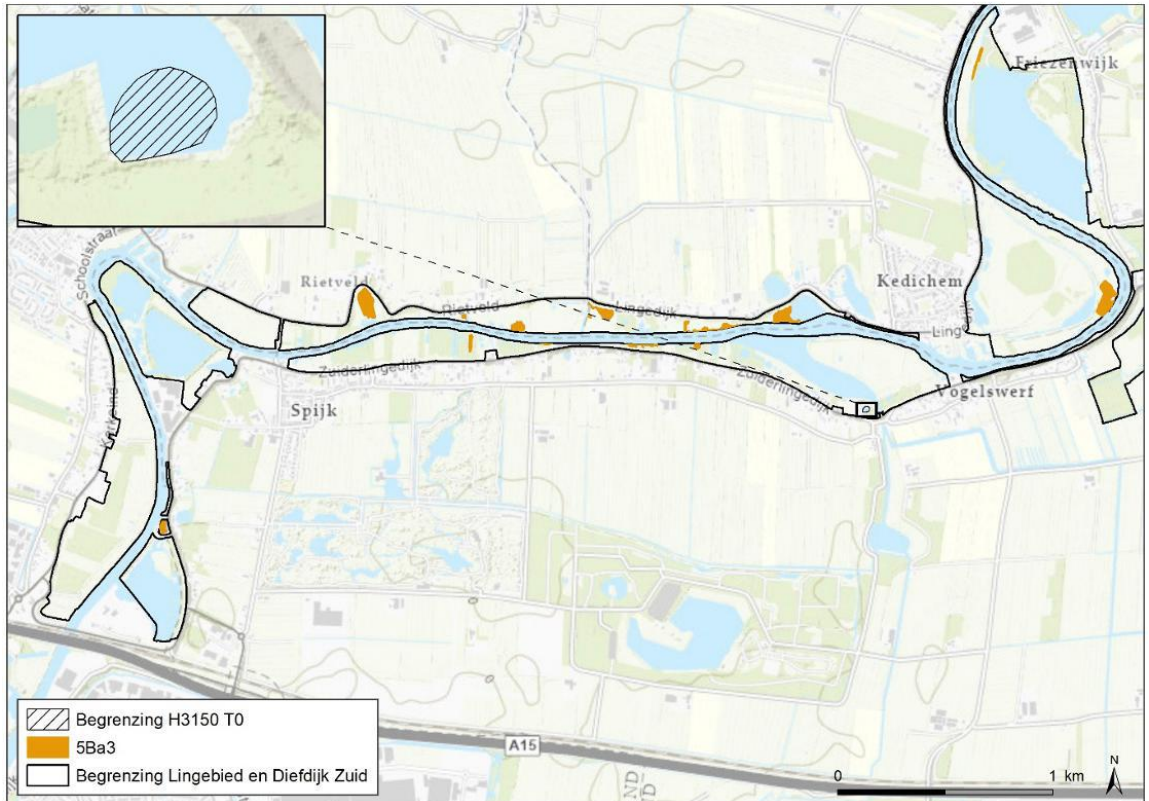 Friezenwijk
Schoolstraat
Rietveld
Kedichem
Rietveld
Lingedijk
Linge
Zuiderlingedijk
Zuiderlingedijk
Vogelswerf
Spijk
Kerkeind
Begrenzing H3150 T0
5Ba3
Begrenzing Lingebied en Diefdijk Zuid
A15
0 1 km
N